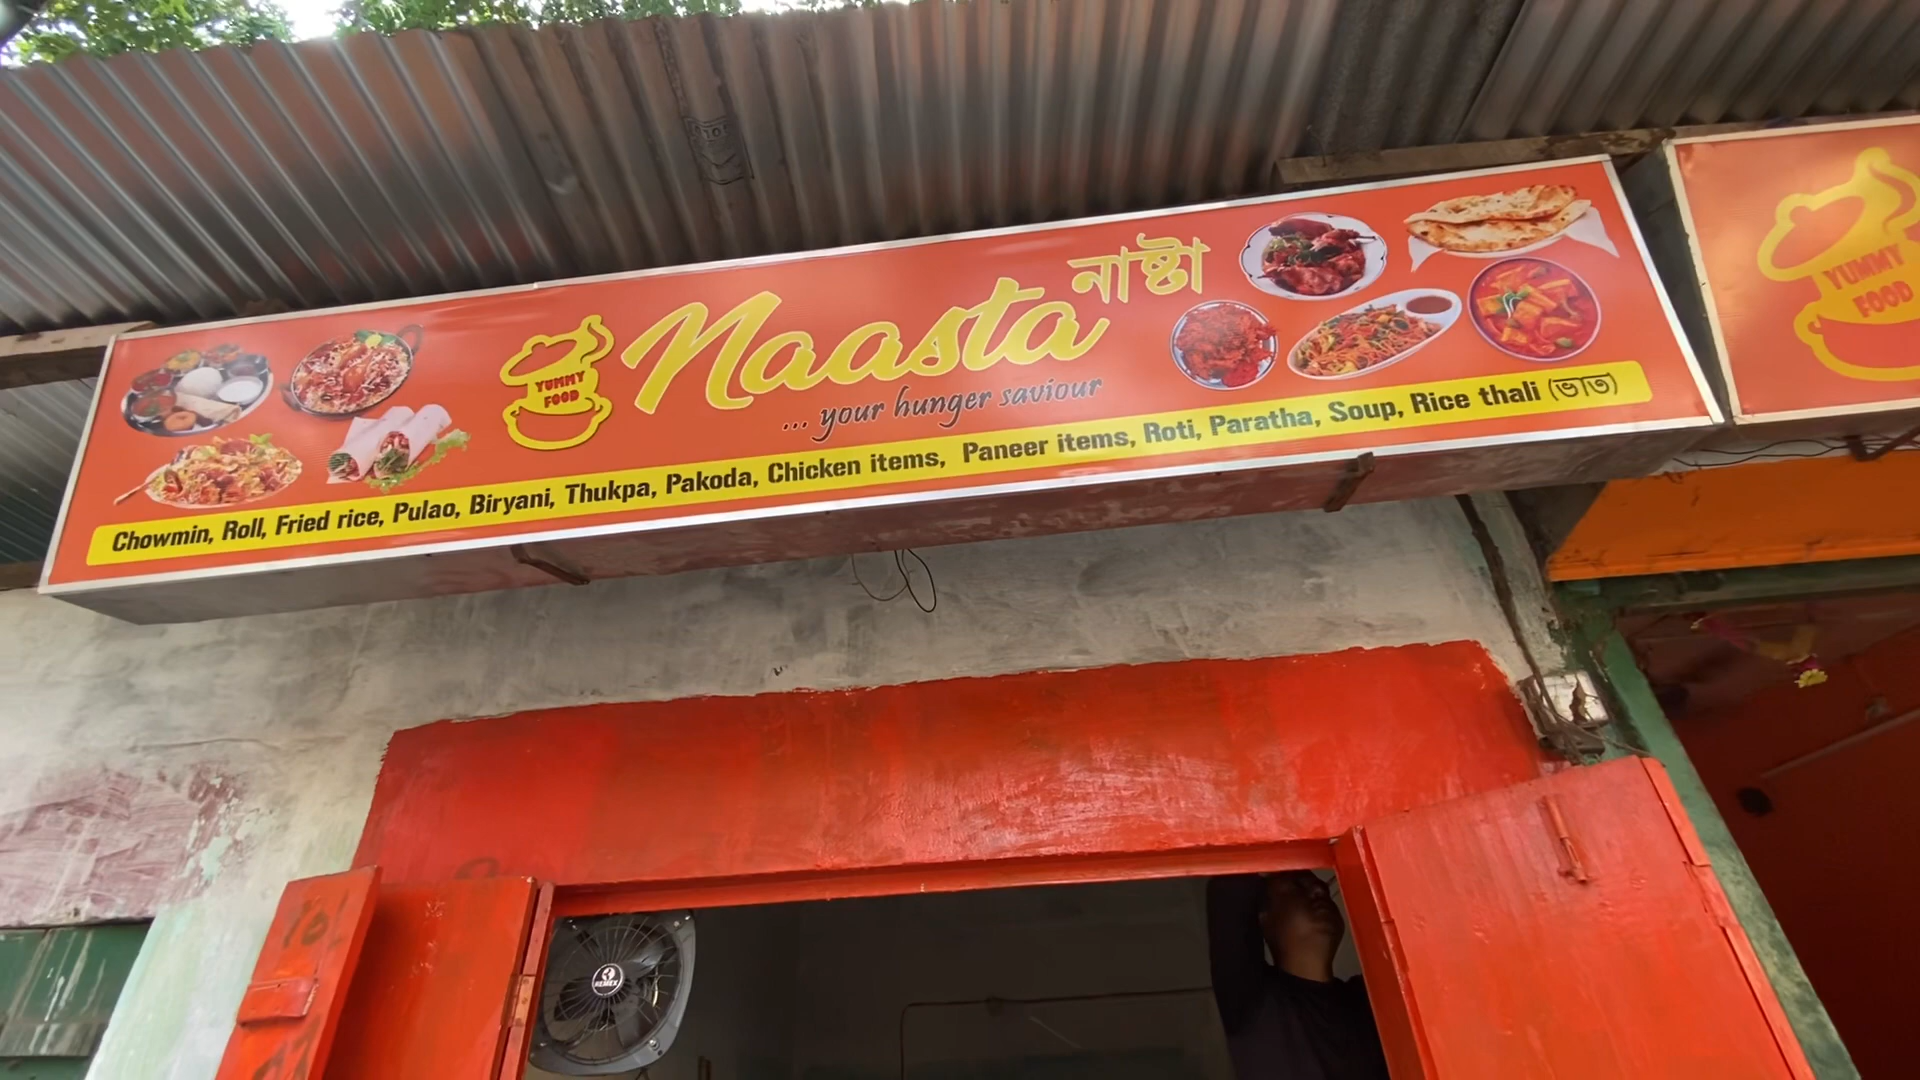 Naasta নাষ্টা
YUMMY
FOOD
... your hunger saviour
Chowmin, Roll, Fried rice, Pulao, Biryani, Thukpa, Pakoda, Chicken items, Paneer items, Roti, Paratha, Soup, Rice thali (ভাত)
YUMMY
FOOD
REMEX